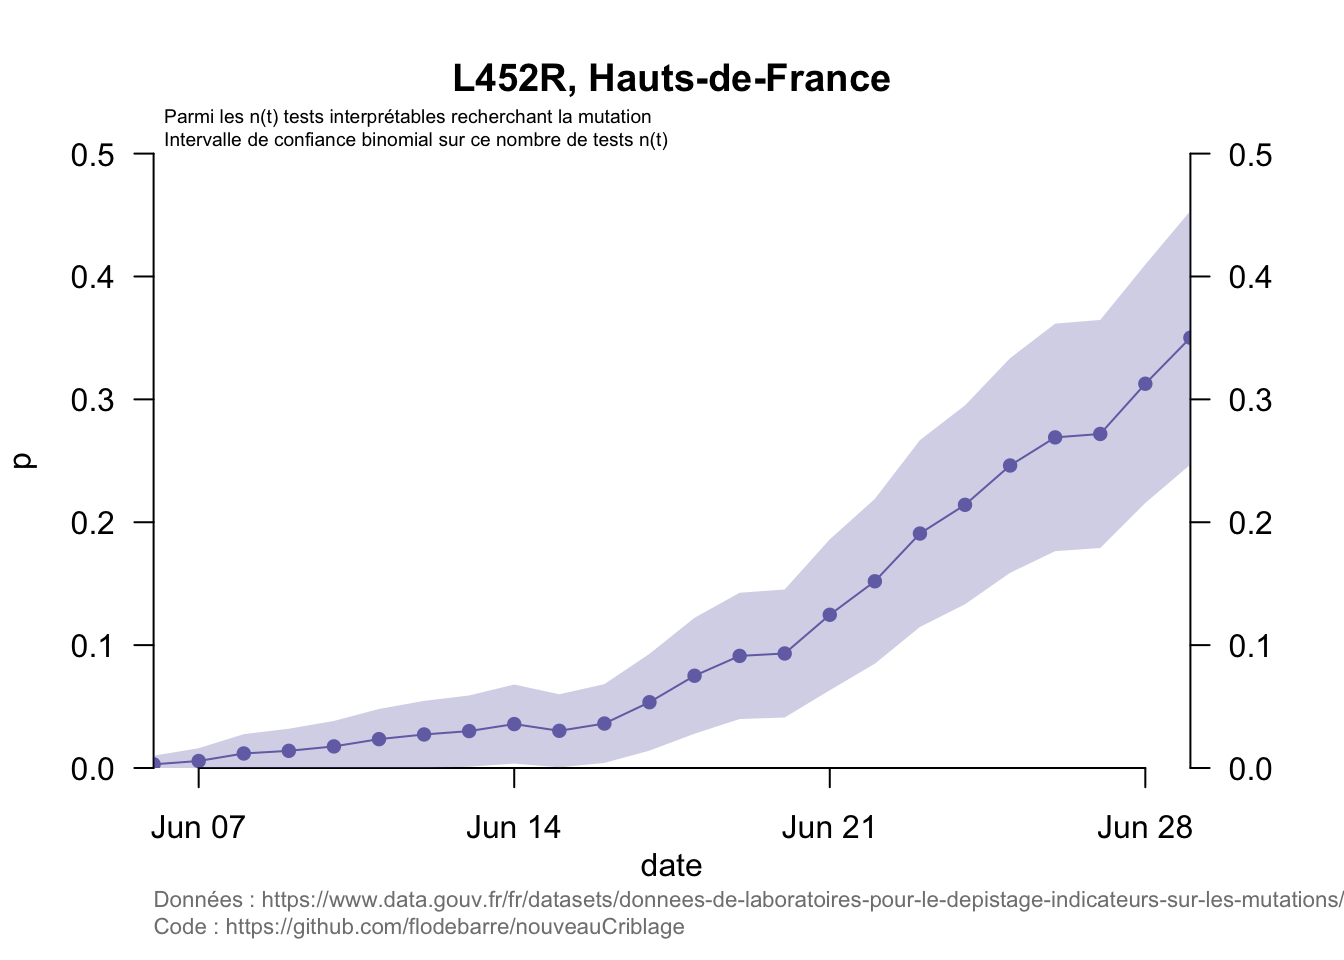 L452R, Hauts-de-France
Parmi les n(t) tests interprétables recherchant la mutation
Intervalle de confiance binomial sur ce nombre de tests n(t)
0.5
0.4
0.3
0.2
0.1
0.0
p
0.5
0.4
0.3
0.2
0.1
0.0
Jun 07 Jun 14 Jun 21 Jun 28
date
Données : https://www.data.gouv.fr/fr/datasets/donnees-de-laboratoires-pour-le-depistage-indicateurs-sur-les-mutations/
Code : https://github.com/flodebarre/nouveauCriblage